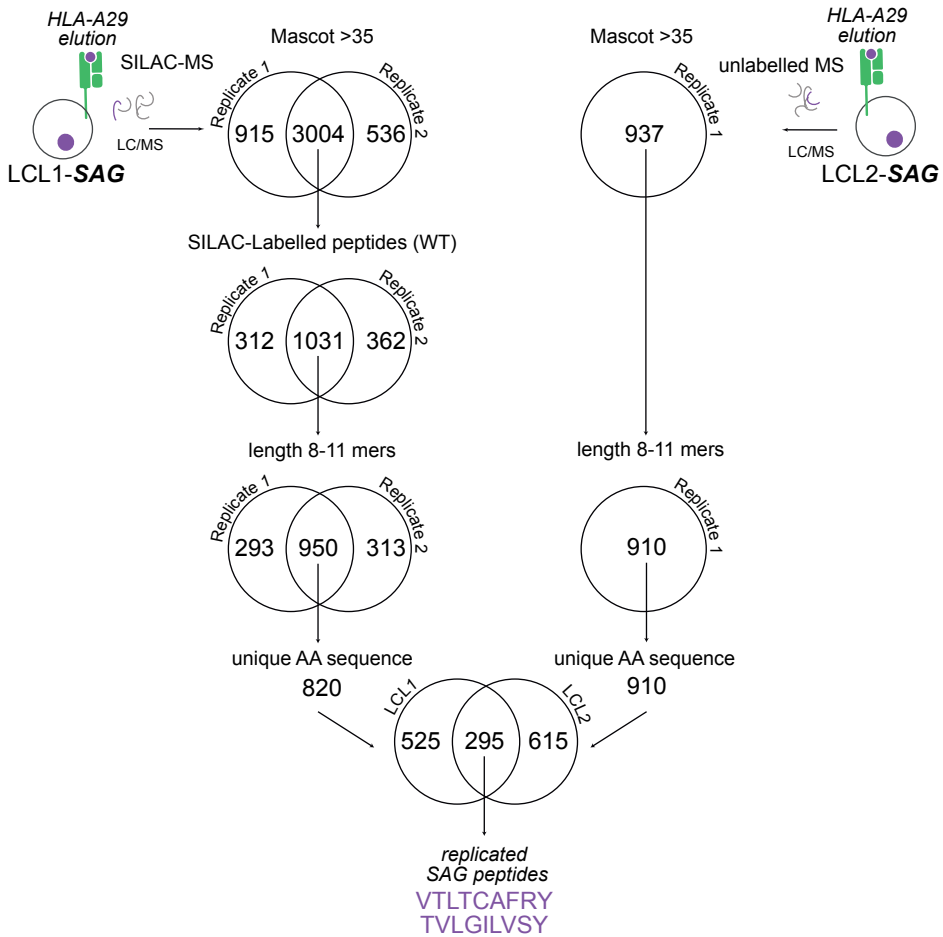 HLA-A29
elution
SILAC-MS
LC/MS
LCL1-SAG
Mascot >35
Replicate 1
Replicate 2
915
3004
536
SILAC-Labelled peptides (WT)
Replicate 1
Replicate 2
312
1031
362
length 8-11 mers
Replicate 1
Replicate 2
293
950
313
unique AA sequence
820
Mascot >35
Replicate 1
937
unlabelled MS
LC/MS
HLA-A29
elution
LCL2-SAG
length 8-11 mers
Replicate 1
910
unique AA sequence
910
LCL1
LCL2
525
295
615
replicated
SAG peptides
VTLTCAFRY
TVLGILVSY